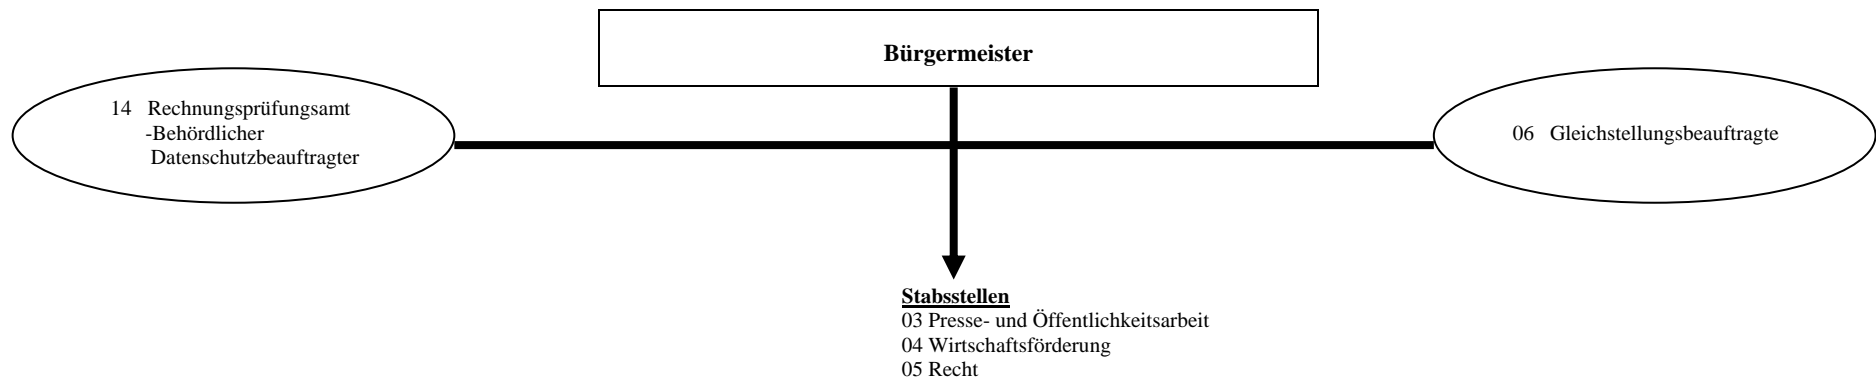 Bürgermeister
14 Rechnungsprüfungsamt
-Behördlicher
Datenschutzbeauftragter
06 Gleichstellungsbeauftragte
Stabsstellen
03 Presse- und Öffentlichkeitsarbeit
04 Wirtschaftsförderung
05 Recht